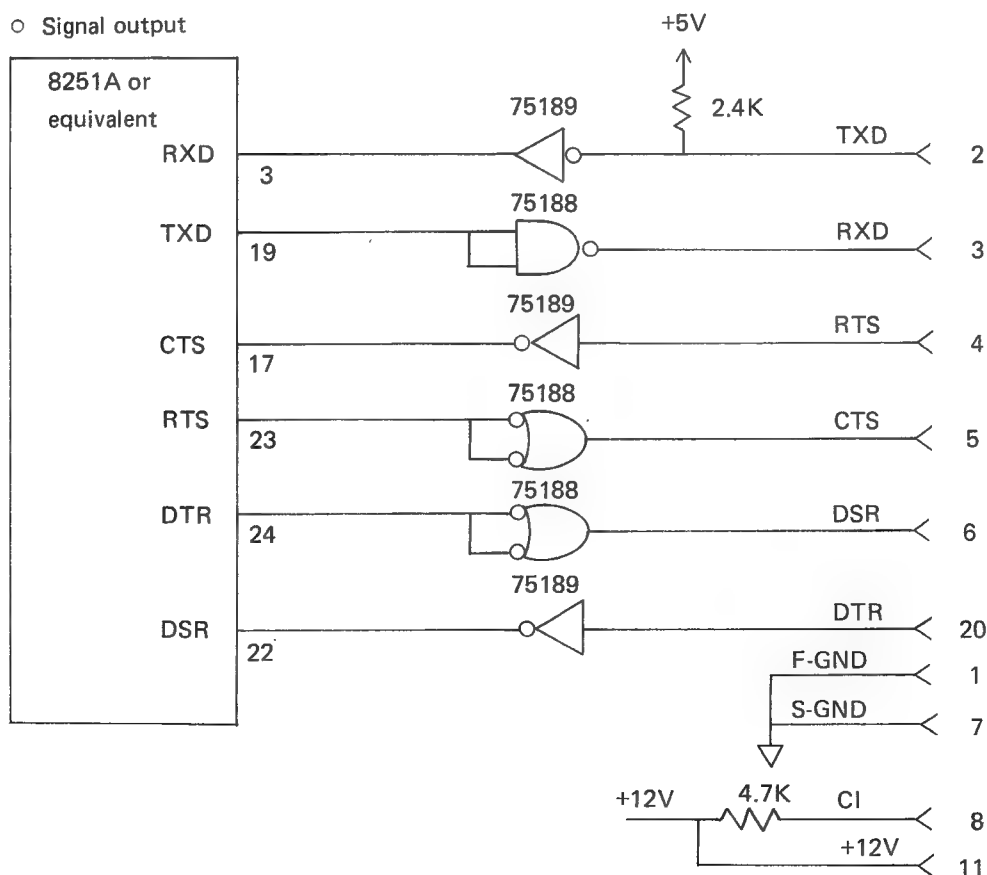 Signal output
+5V
8251A or
equivalent
75189
2.4K
RXD
3
TXD
2
75188
TXD
19
RXD
3
75189
CTS
17
RTS
4
75188
RTS
23
CTS
5
75188
DTR
24
DSR
6
75189
DSR
22
DTR
20
F-GND
1
S-GND
7
+12V
4.7K
CI
8
+12V
11